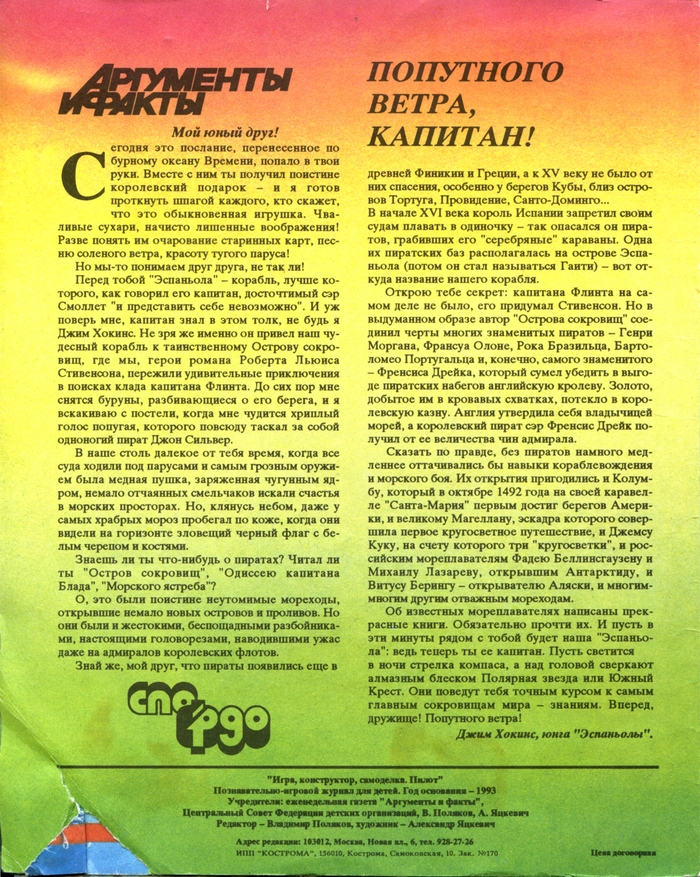 АРГУМЕНТЫ
И ФАКТЫ
Мой юный друг!
Сегодня это послание, перенесенное по
бурному океану Времени, попало в твои
руки. Вместе с ним ты получил поистине
королевский подарок – и я готов
проткнуть шпагой каждого, кто скажет,
что это обыкновенная игрушка. Чва-
ливые сухари, начисто лишенные воображения!
Разве понять им очарование старинных карт, пес-
ню соленого ветра, красоту тугого паруса!
Но мы-то понимаем друг друга, не так ли!
Перед тобой "Эспаньола" – корабль, лучше ко-
торого, как говорил его капитан, досточтимый сэр
Смоллет "и представить себе невозможно". И уж
поверь мне, капитан знал в этом толк, не будь я
Джим Хокинс. Не зря же именно он привел наш чу-
десный корабль к таинственному Острову сокро-
вищ, где мы, герои романа Роберта Льюиса
Стивенсона, пережили удивительные приключения
в поисках клада капитана Флинта. До сих пор мне
снятся буруны, разбивающиеся о его берега, и я
вскакиваю с постели, когда мне чудится хриплый
голос попугая, которого повсюду таскал за собой
одноногий пират Джон Сильвер.
В наше столь далекое от тебя время, когда все
суда ходили под парусами и самым грозным оружи-
ем была медная пушка, заряженная чугунным яд-
ром, немало отчаянных смельчаков искали счастья
в морских просторах. Но, клянусь небом, даже у
самых храбрых мороз пробегал по коже, когда они
видели на горизонте зловещий черный флаг с бе-
лым черепом и костями.
Знаешь ли ты что-нибудь о пиратах? Читал ли
ты "Остров сокровищ", "Одиссею капитана
Блада", "Морского ястреба"?
О, это были поистине неутомимые мореходы,
открывшие немало новых островов и проливов. Но
они были и жестокими, беспощадными разбойника-
ми, настоящими головорезами, наводившими ужас
даже на адмиралов королевских флотов.
Знай же, мой друг, что пираты появились еще в
спорфдо
ПОПУТНОГО
ВЕТРА,
КАПИТАН!
древней Финикии и Греции, а к XV веку не было от
них спасения, особенно у берегов Кубы, близ остро-
вов Тортуга, Провидение, Санто-Доминго...
В начале XVI века король Испании запретил своим
судам плавать в одиночку – так опасался он пира-
тов, грабивших его "серебряные" караваны. Одна
их пиратских баз располагалась на острове Эспа-
ньола (потом он стал называться Гаити) – вот от-
куда название нашего корабля.
Открою тебе секрет: капитана Флинта на са-
мом деле не было, его придумал Стивенсон. Но в
выдуманном образе автор "Острова сокровищ" сое-
динил черты многих знаменитых пиратов – Генри
Моргана, Франсуа Олоне, Рока Бразильца, Барто-
ломео Португальца и, конечно, самого знаменитого
– Френсиса Дрейка, который сумел убедить в выго-
де пиратских набегов английскую кролеву. Золото,
добытое им в кровавых схватках, потекло в коро-
левскую казну. Англия утвердила себя владычицей
морей, а королевский пират сэр Френсис Дрейк по-
лучил от ее величества чин адмирала.
Сказать по правде, без пиратов намного мед-
леннее оттачивались бы навыки кораблевождения
и морского боя. Их открытия пригодились и Колум-
бу, который в октябре 1492 года на своей каравел-
ле "Санта-Мария" первым достиг берегов Амери-
ки, и великому Магеллану, эскадра которого совер-
шила первое кругосветное путешествие, и Джемсу
Куку, на счету которого три "кругосветки", и рос-
сийским мореплавателям Фадею Беллинсгаузену и
Михаилу Лазареву, открывшим Антарктиду, и
Витусу Берингу – открывателю Аляски, и многим-
многим другим отважным мореходам.
Об известных мореплавателях написаны прек-
расные книги. Обязательно прочти их. И пусть в
эти минуты рядом с тобой будет наша "Эспаньо-
ла": ведь теперь ты ее капитан. Пусть светится
в ночи стрелка компаса, а над головой сверкают
алмазным блеском Полярная звезда или Южный
Крест. Они поведут тебя точным курсом к самым
главным сокровищам мира – знаниям. Вперед,
дружище! Попутного ветра!
Джим Хокинс, юнга "Эспаньолы".
"Игра, конструктор, самоделка. Пилот"
Познавательно-игровой журнал для детей. Год основания – 1993
Учредители: еженедельная газета "Аргументы и факты",
Центральный Совет Федерации детских организаций, В. Поляков, А. Яцкевич
Редактор – Владимир Поляков, художник – Александр Яцкевич
Адрес редакции: 103012, Москва, Новая пл., 6, тел. 928-27-26
ИПП "КОСТРОМА", 156010, Кострома, Самоковская, 10. Зак. №170
Цена договорная